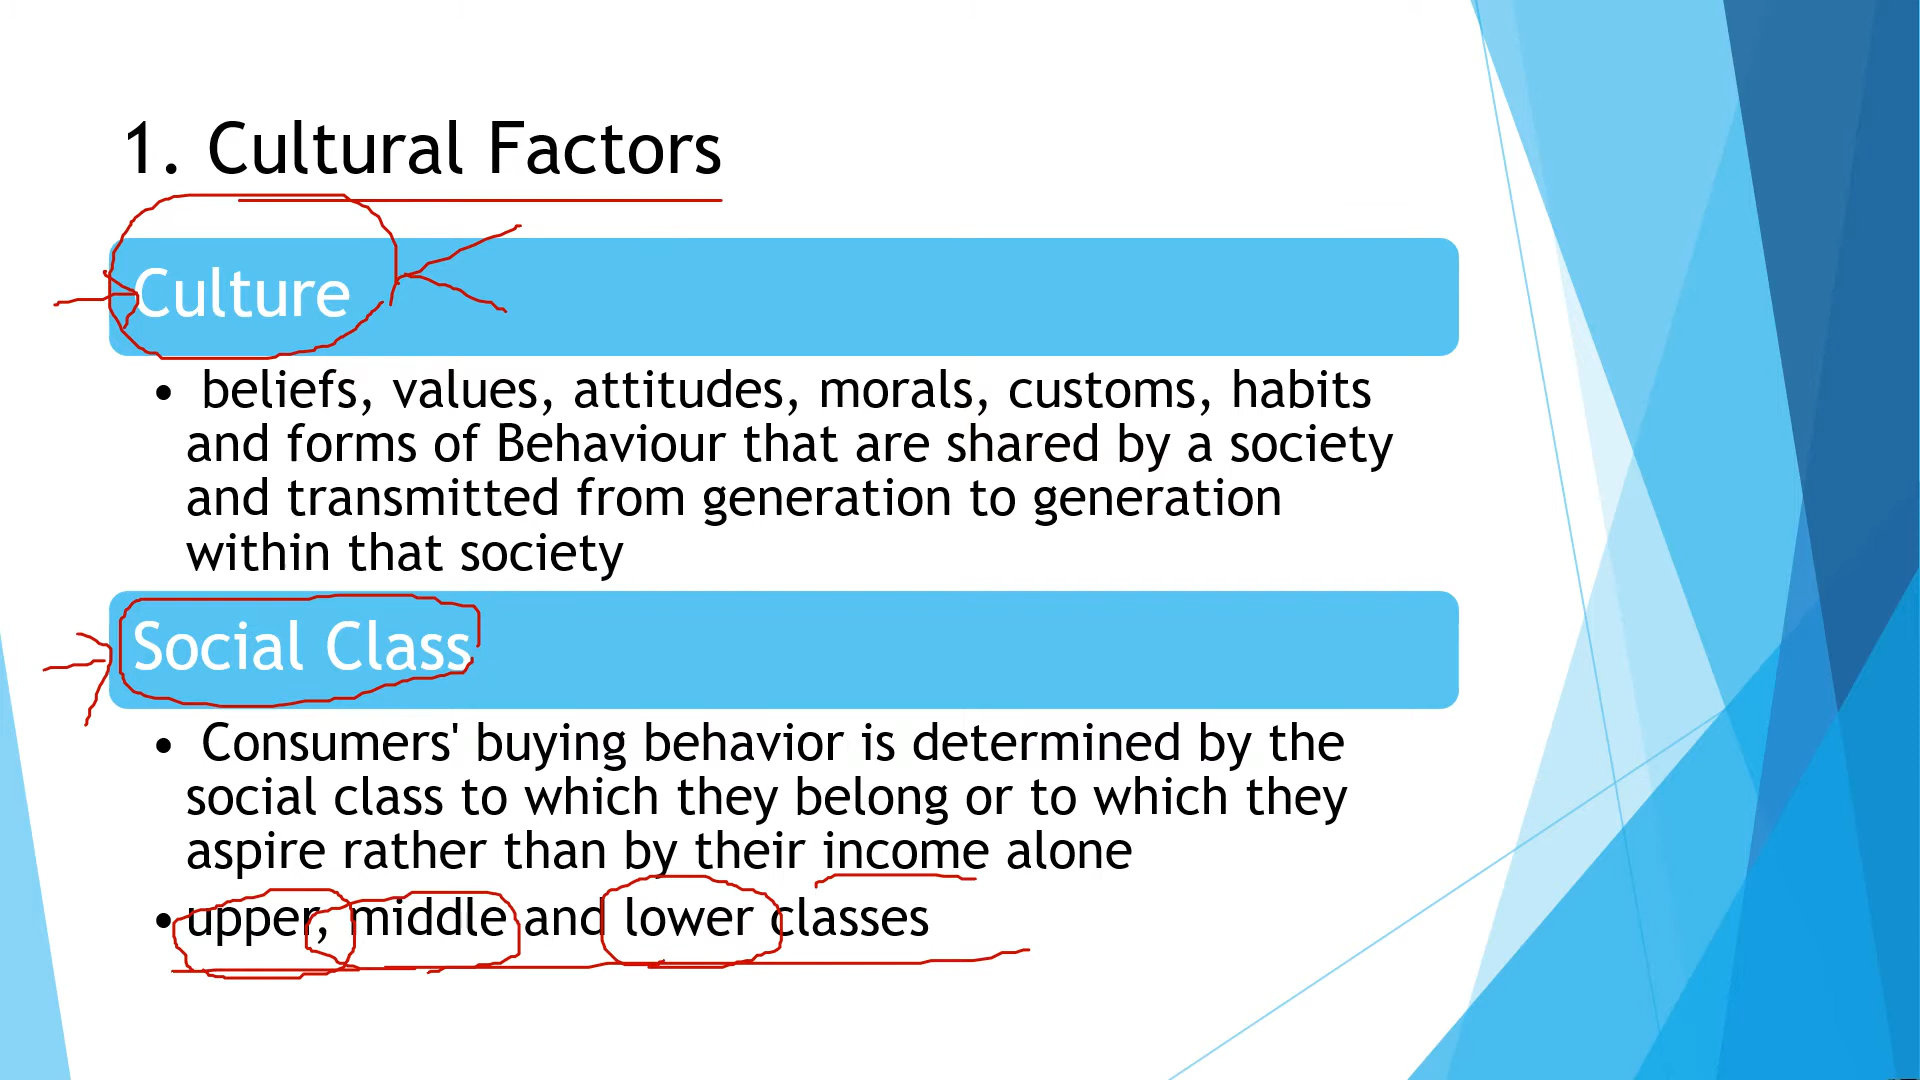 1. Cultural Factors
Culture
• beliefs, values, attitudes, morals, customs, habits
and forms of Behaviour that are shared by a society
and transmitted from generation to generation
within that society
Social Class
• Consumers' buying behavior is determined by the
social class to which they belong or to which they
aspire rather than by their income alone
• upper, middle and lower classes